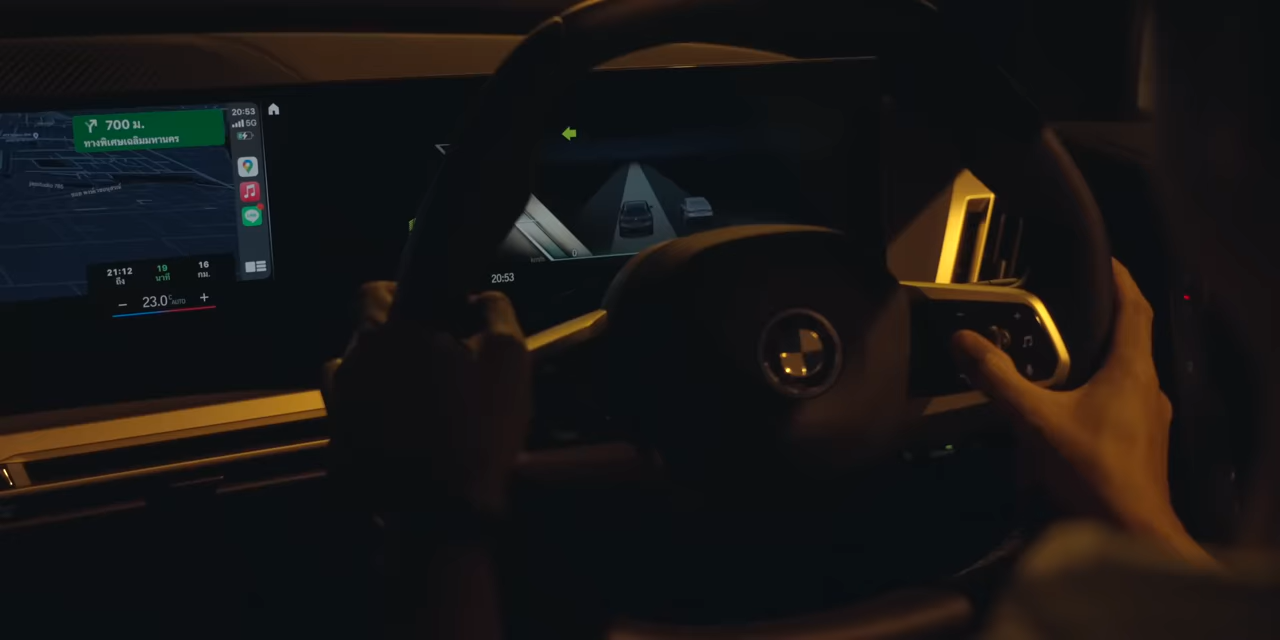 700 ม.
ทางพิเศษเฉลิมมหานคร
20:53
5G
21:12
ถึง
19
นาที
16
กม.
− 23.0 °C AUTO +
20:53
0
km/h